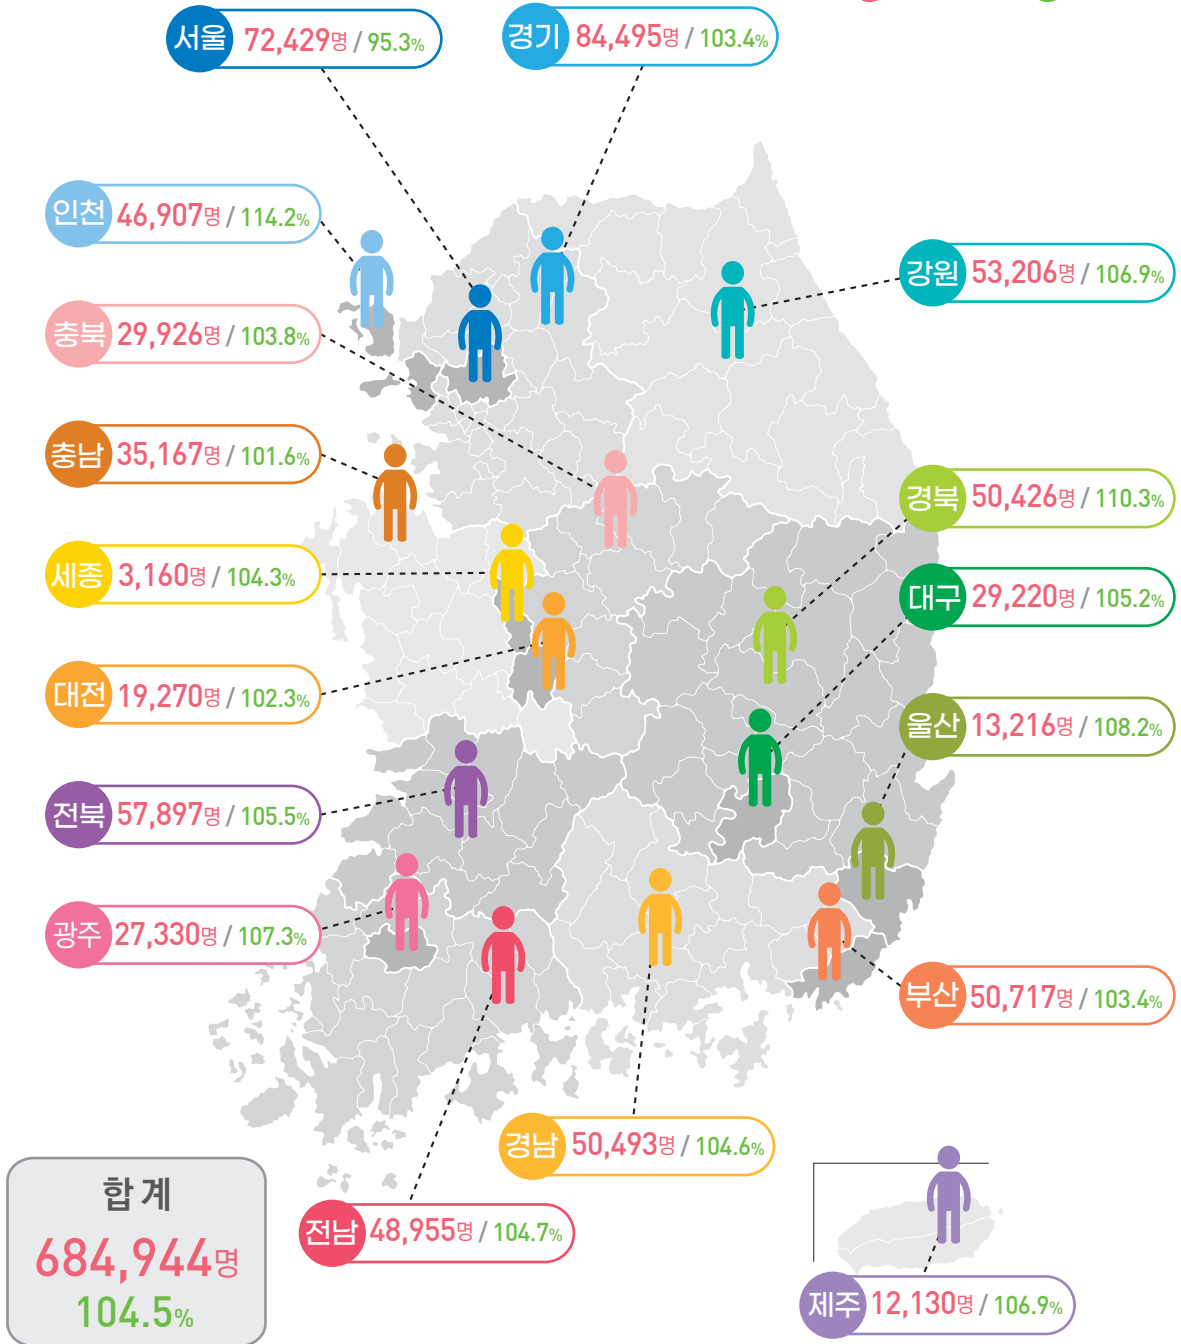 서울 72,429명 / 95.3%
경기 84,495명 / 103.4%
인천 46,907명 / 114.2%
강원 53,206명 / 106.9%
충북 29,926명 / 103.8%
충남 35,167명 / 101.6%
경북 50,426명 / 110.3%
세종 3,160명 / 104.3%
대구 29,220명 / 105.2%
대전 19,270명 / 102.3%
울산 13,216명 / 108.2%
전북 57,897명 / 105.5%
광주 27,330명 / 107.3%
부산 50,717명 / 103.4%
경남 50,493명 / 104.6%
전남 48,955명 / 104.7%
제주 12,130명 / 106.9%
합계
684,944명
104.5%